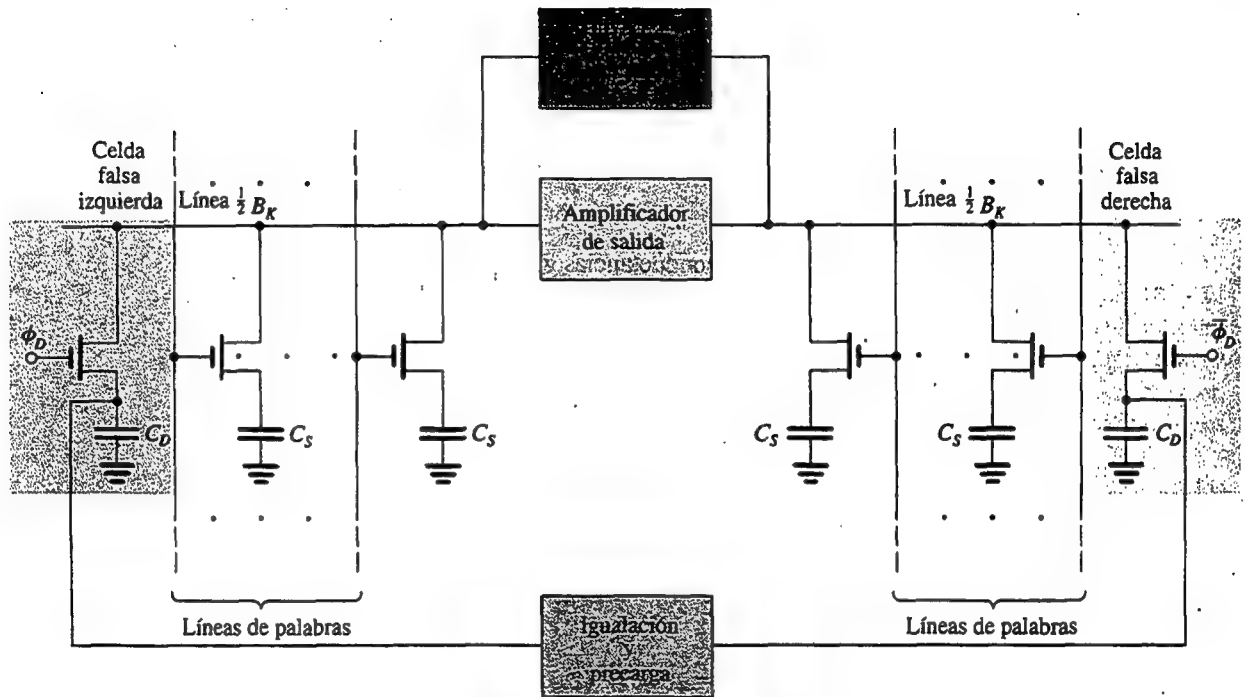 Celda
falsa
izquierda
Línea ½ B_K
Amplificador
de salida
Línea ½ B_K
Celda
falsa
derecha
ϕ_D
ϕ̅_D
C_D
C_S
C_S
C_S
C_S
C_D
Líneas de palabras
Igualación
y
precarga
Líneas de palabras